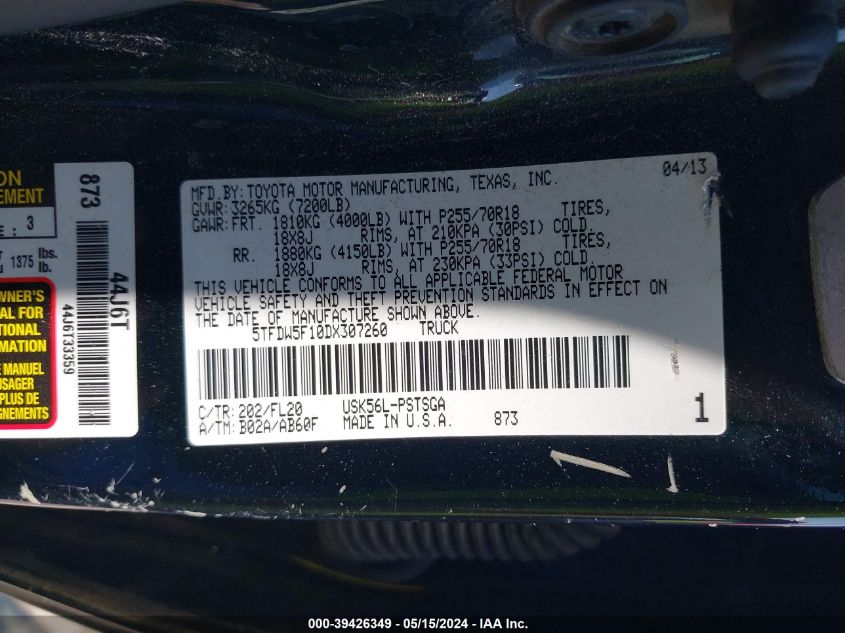 ON
EMENT
E : 3
1375 lbs.
lb.
WNER'S
AL FOR
TIONAL
RMATION
E MANUEL
USAGER
PLUS DE
IGNEMENTS
873
44J6T
44J6T33359
MFD. BY: TOYOTA MOTOR MANUFACTURING, TEXAS, INC. 04/13
GVWR: 3265KG (7200LB)
GAWR: FRT. 1810KG (4000LB) WITH P255/70R18 TIRES,
18X8J RIMS, AT 210KPA (30PSI) COLD.
RR. 1880KG (4150LB) WITH P255/70R18 TIRES,
18X8J RIMS, AT 230KPA (33PSI) COLD.
THIS VEHICLE CONFORMS TO ALL APPLICABLE FEDERAL MOTOR
VEHICLE SAFETY AND THEFT PREVENTION STANDARDS IN EFFECT ON
THE DATE OF MANUFACTURE SHOWN ABOVE.
5TFDW5F10DX307260 TRUCK
C/TR: 202/FL20 USK56L-PSTSGA
A/TM: B02A/AB60F MADE IN U.S.A. 873 1
000-39426349 - 05/15/2024 - IAA Inc.